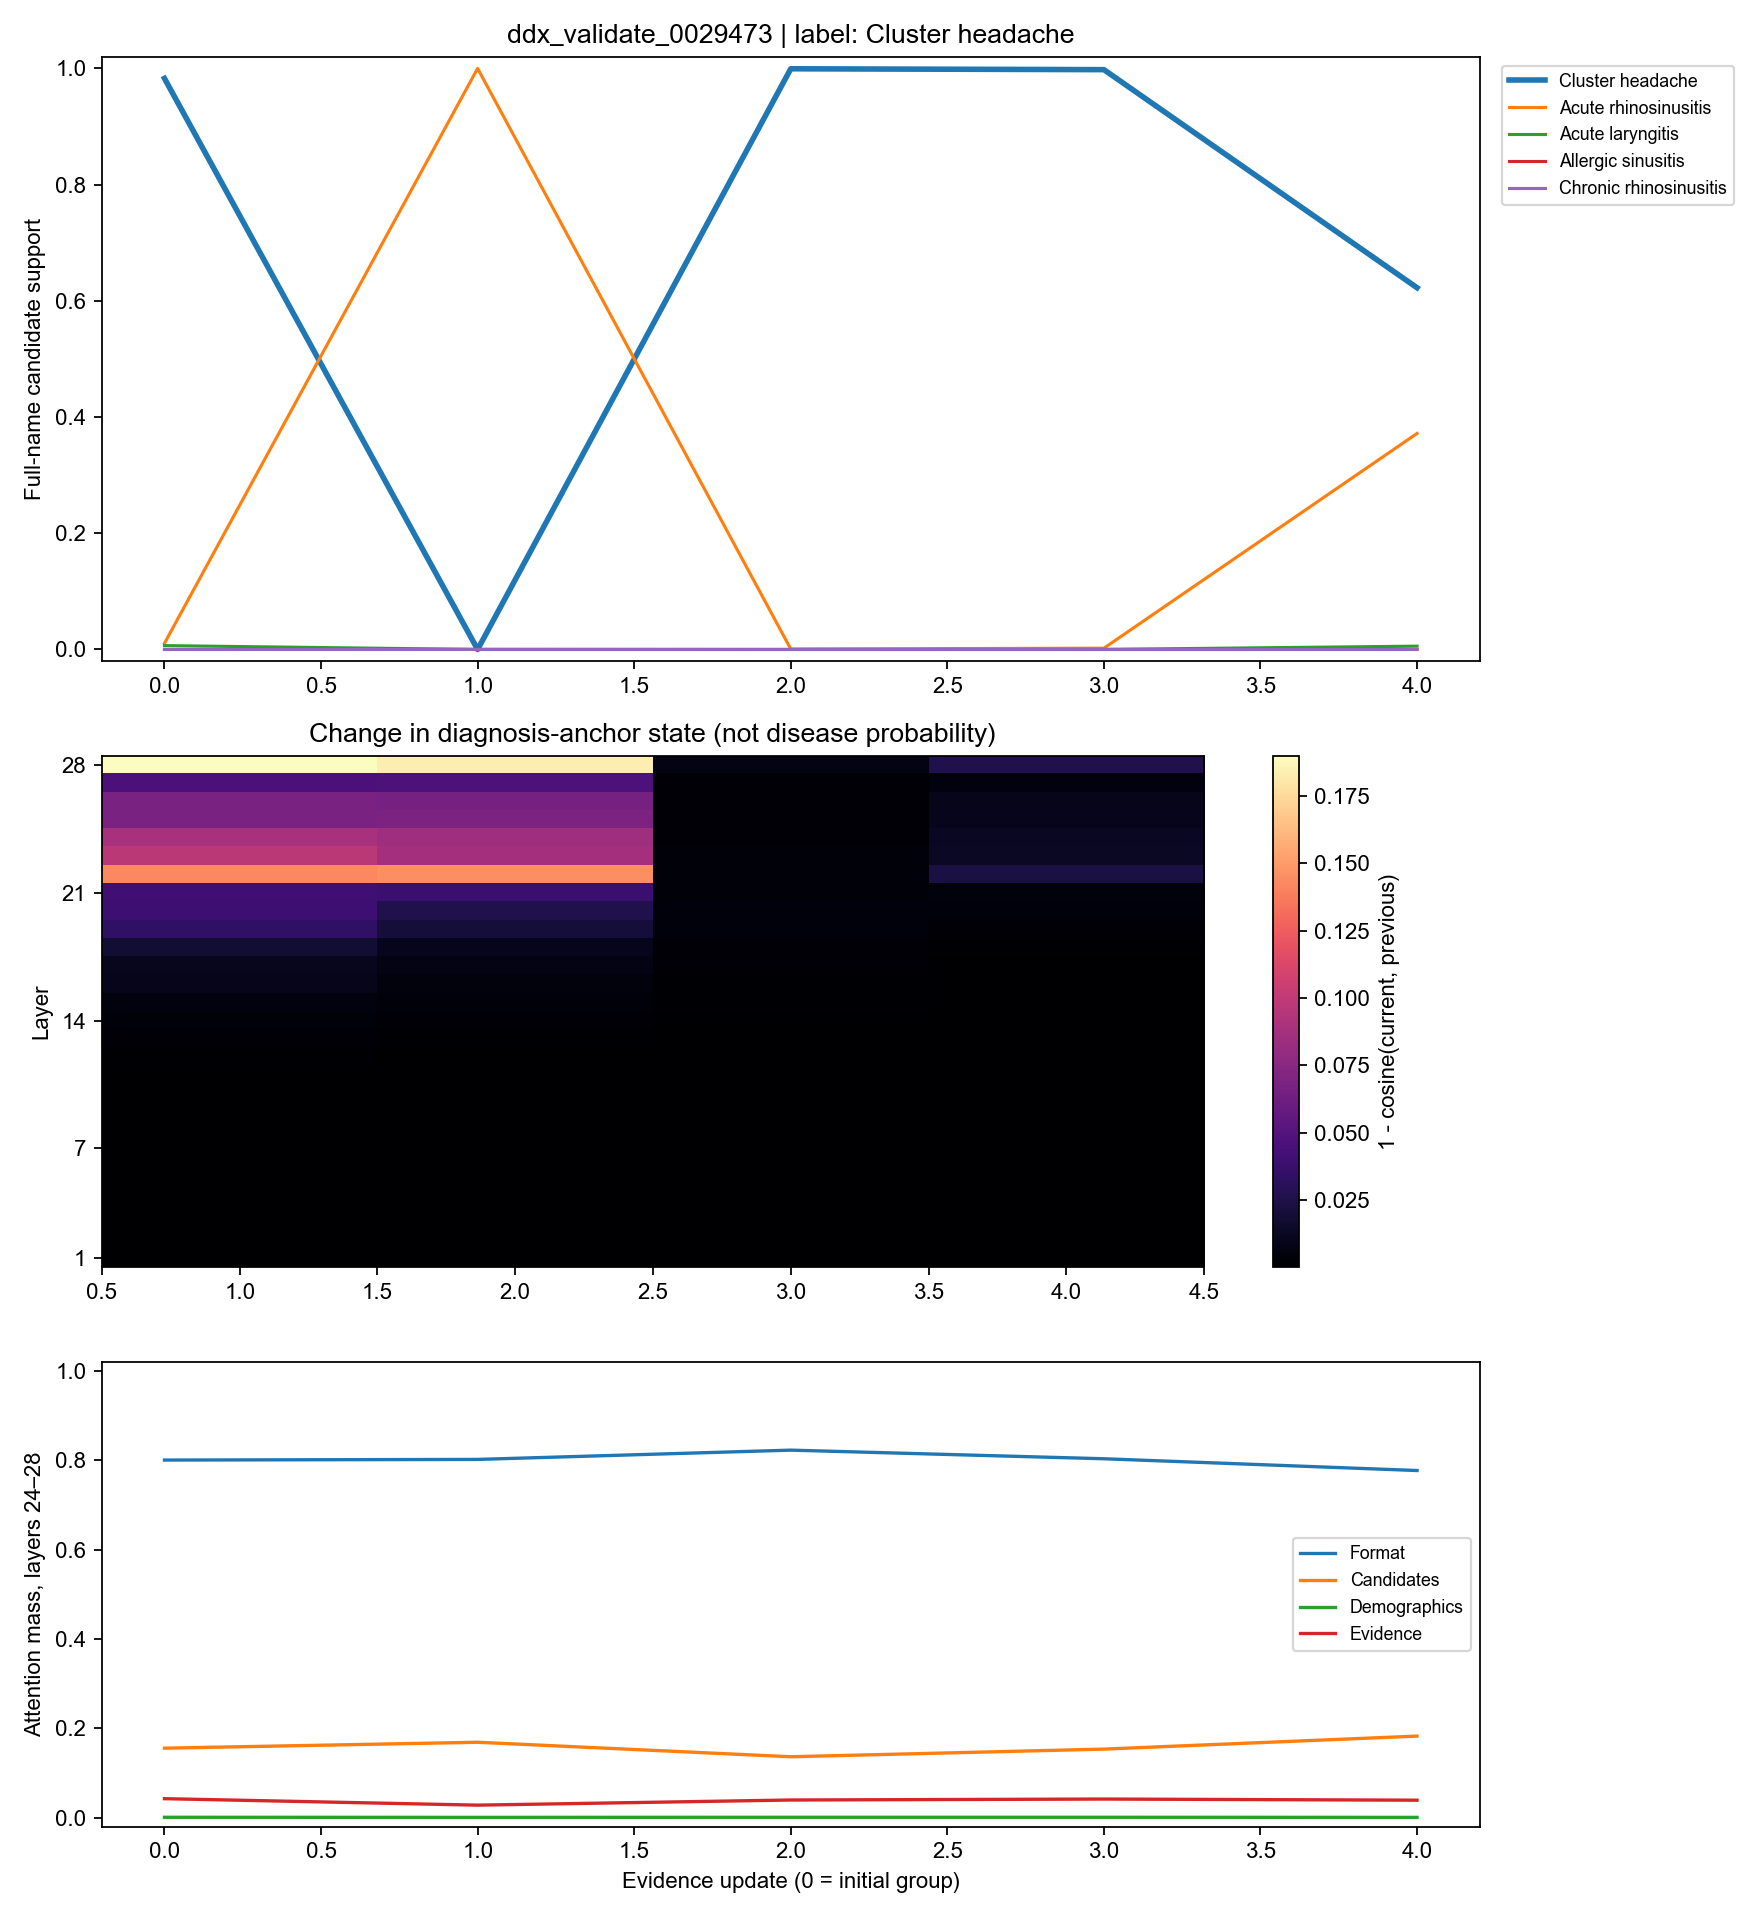 ddx_validate_0029473 | label: Cluster headache
Full-name candidate support
1.0
0.8
0.6
0.4
0.2
0.0
0.0 0.5 1.0 1.5 2.0 2.5 3.0 3.5 4.0
Cluster headache
Acute rhinosinusitis
Acute laryngitis
Allergic sinusitis
Chronic rhinosinusitis
Change in diagnosis-anchor state (not disease probability)
Layer
28
21
14
7
1
0.5 1.0 1.5 2.0 2.5 3.0 3.5 4.0 4.5
0.175
0.150
0.125
0.100
0.075
0.050
0.025
1 - cosine(current, previous)
Attention mass, layers 24–28
1.0
0.8
0.6
0.4
0.2
0.0
Format
Candidates
Demographics
Evidence
0.0 0.5 1.0 1.5 2.0 2.5 3.0 3.5 4.0
Evidence update (0 = initial group)